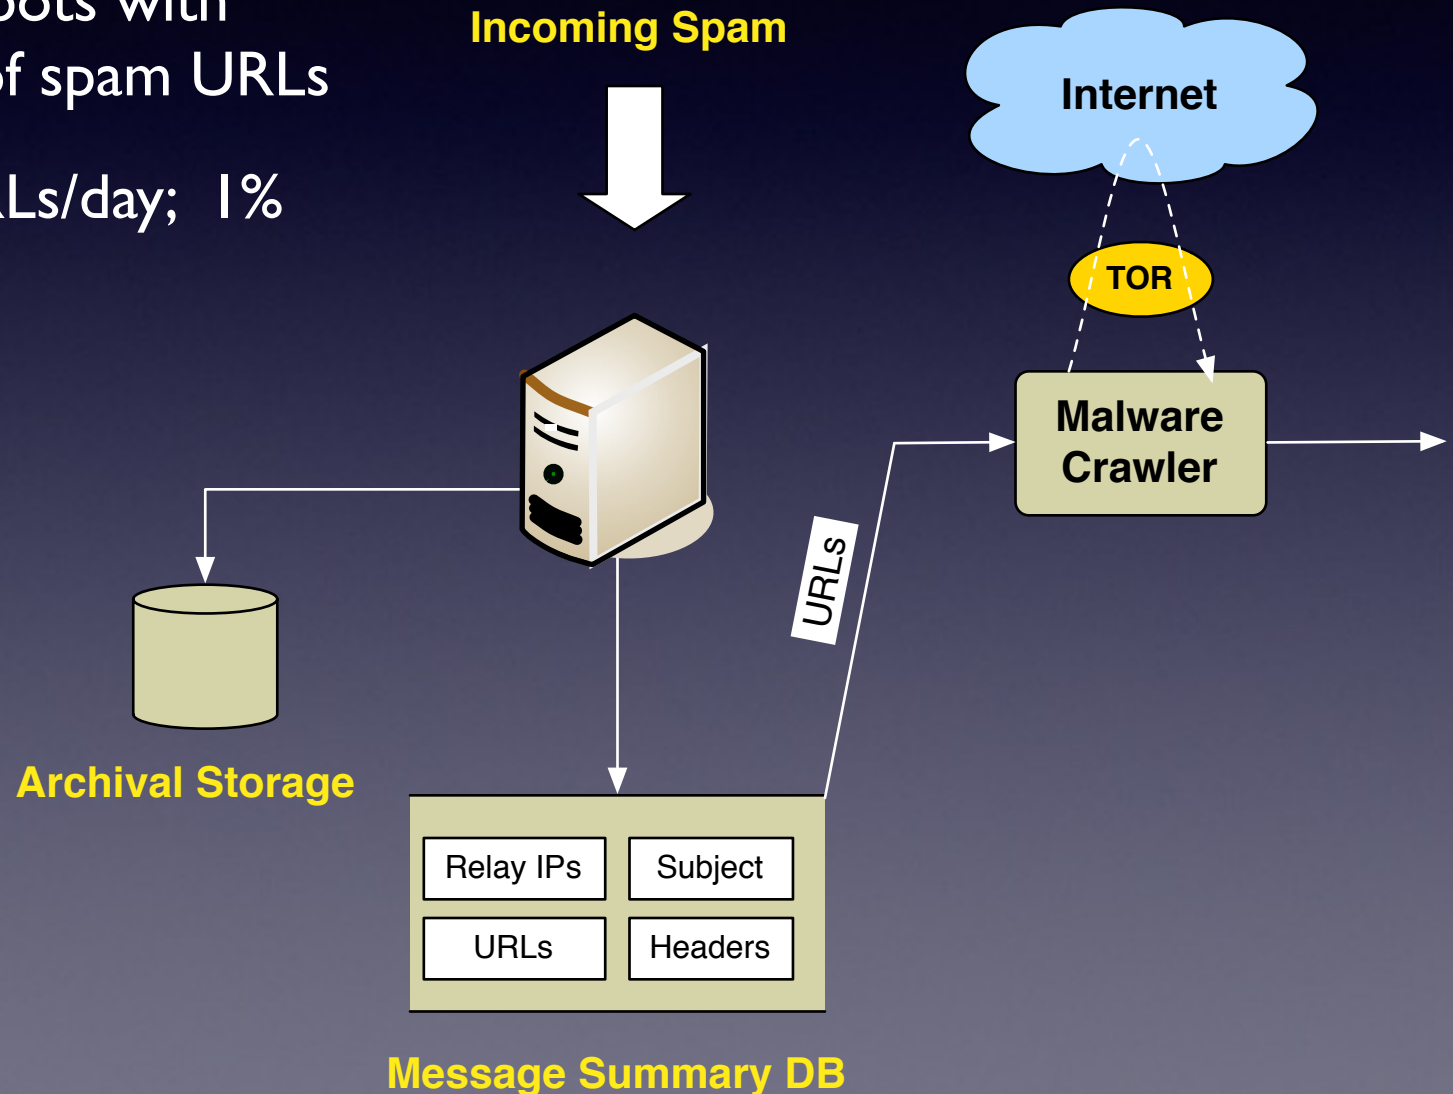 with
of spam URLs
/day; 1%
Incoming Spam
Internet
TOR
Malware
Crawler
URLs
Archival Storage
Relay IPs
Subject
URLs
Headers
Message Summary DB